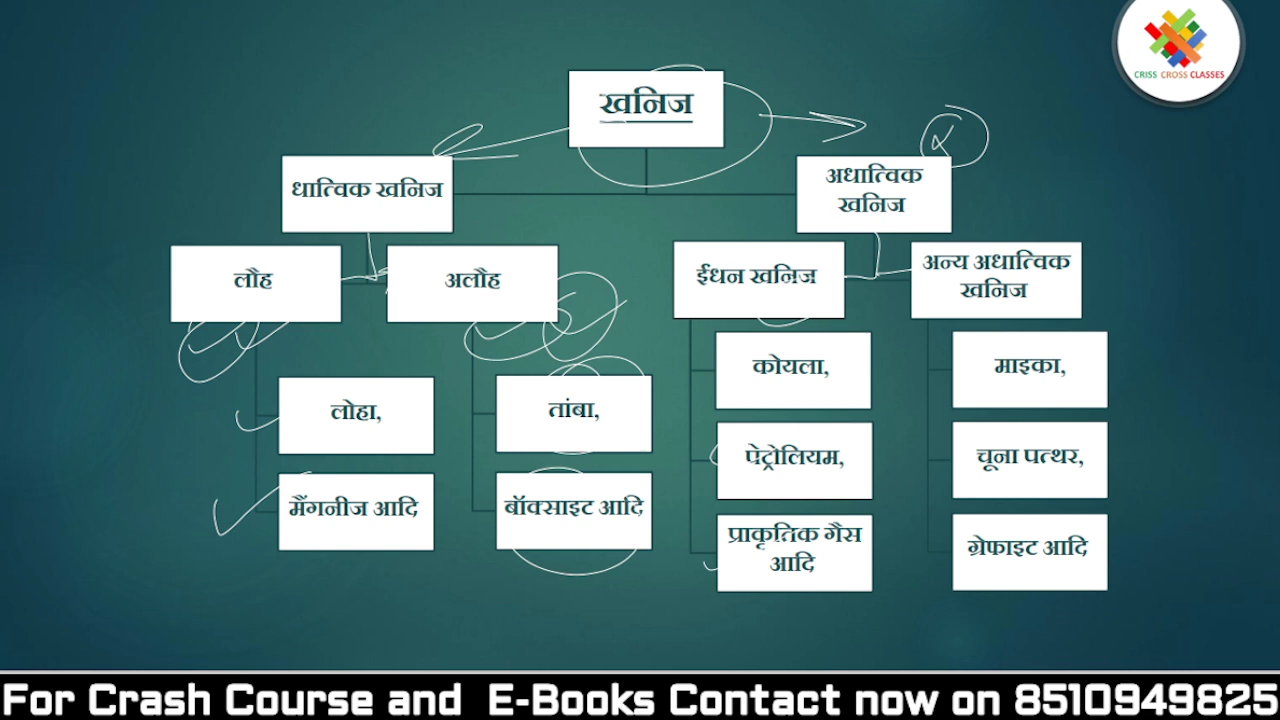 CRISS CROSS CLASSES
खनिज
धात्विक खनिज
अधात्विक
खनिज
लौह
अलौह
ईधन खनिज
अन्य अधात्विक
खनिज
लोहा,
मैंगनीज आदि
तांबा,
बॉक्साइट आदि
कोयला,
पेट्रोलियम,
प्राकृतिक गैस
आदि
माइका,
चूना पत्थर,
ग्रेफाइट आदि
For Crash Course and E-Books Contact now on 8510949825